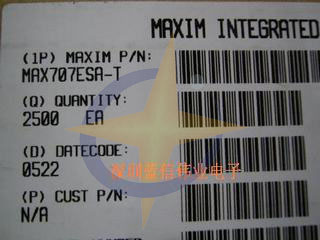 MAXIM INTEGRATED
(1P) MAXIM P/N:
MAX707ESA-T
(Q) QUANTITY:
2500 EA
(D) DATECODE:
0522
深圳蓝信伟业电子
(P) CUST P/N:
N/A